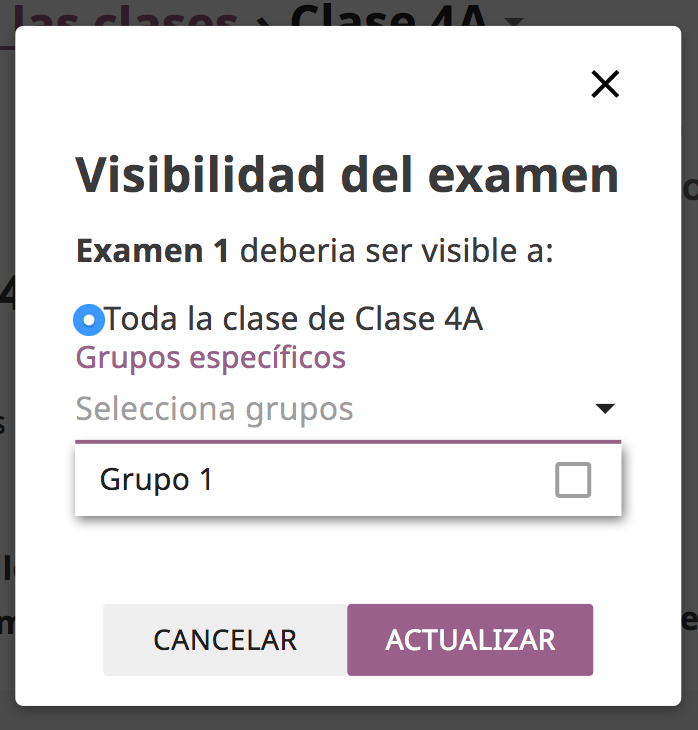 las clases › Clase 4A
Visibilidad del examen
Examen 1 deberia ser visible a:
Toda la clase de Clase 4A
Grupos específicos
Selecciona grupos
Grupo 1
CANCELAR
ACTUALIZAR